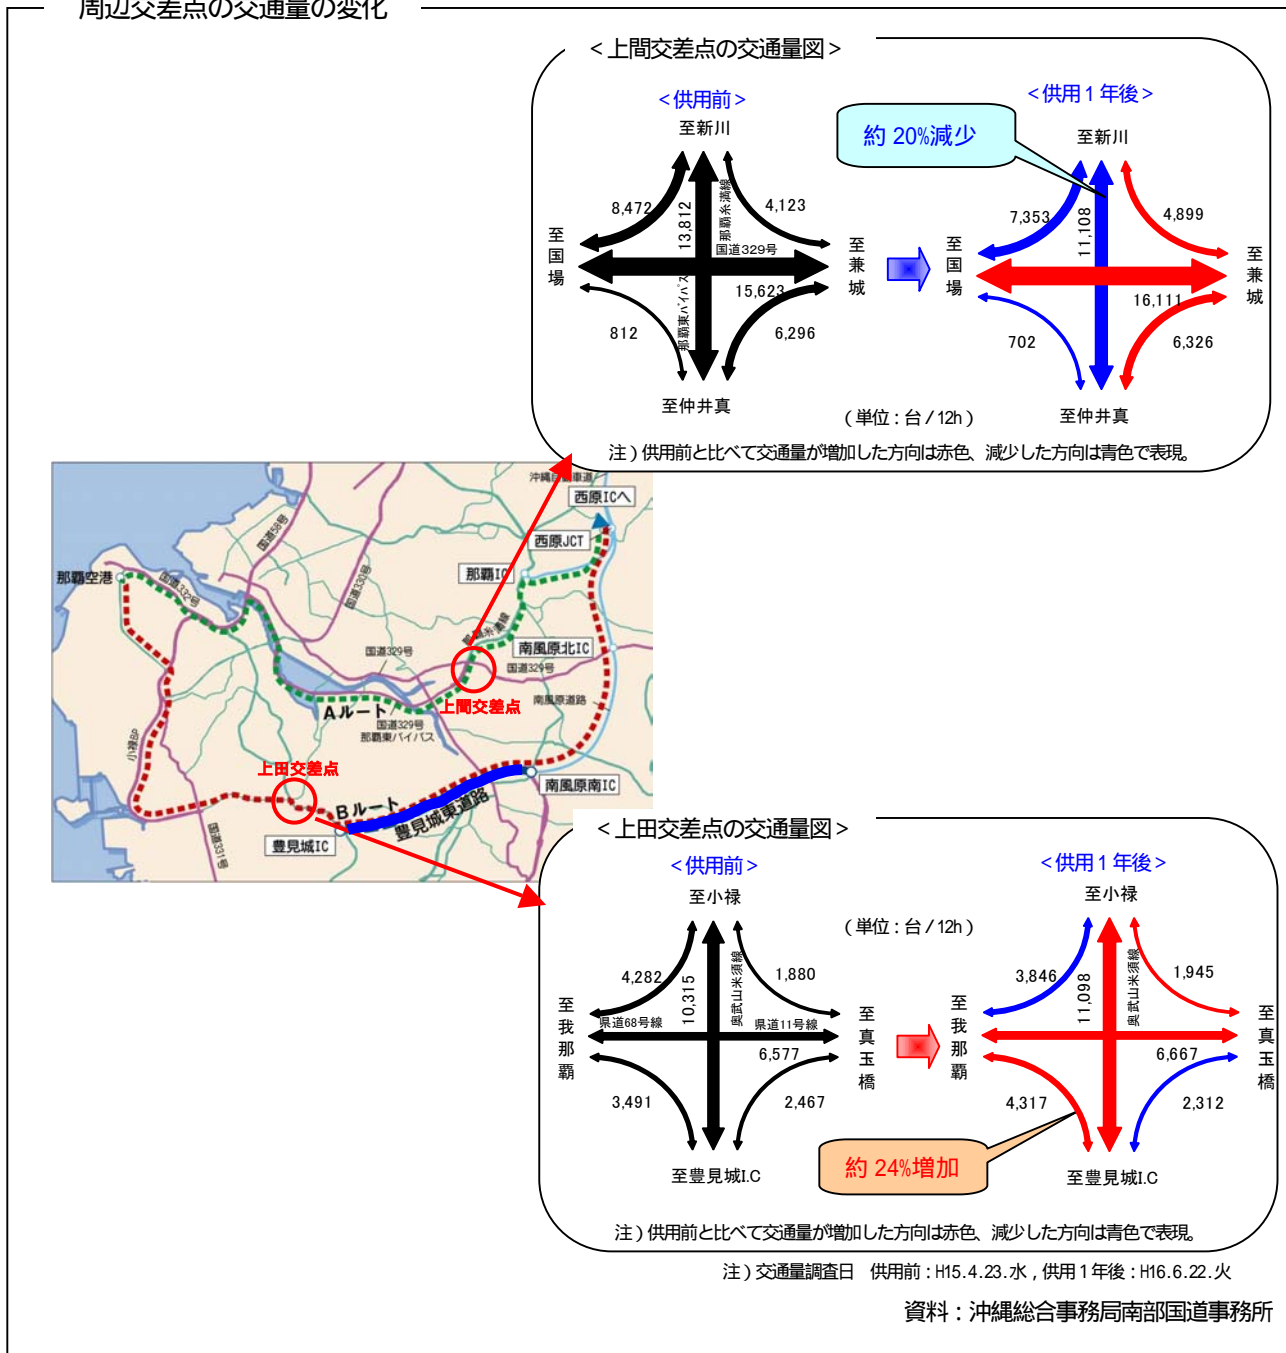 周辺交差点の交通量の変化
<上間交差点の交通量図>
<供用前>
<供用1年後>
約20%減少
至新川
至新川
8,472
13,812
那覇糸満線
4,123
国道329号
至国場
至兼城
15,623
那覇東バイパス
812
6,296
至仲井真
7,353
11,108
4,899
至国場
至兼城
16,111
702
6,326
至仲井真
(単位:台/12h)
注)供用前と比べて交通量が増加した方向は赤色、減少した方向は青色で表現。
沖縄自動車道
西原ICへ
国道58号
西原JCT
那覇空港
国道332号
国道330号
那覇IC
那覇糸満線
国道329号
南風原北IC
国道329号
上間交差点
Aルート
国道329号
那覇東バイパス
南風原道路
小禄BP
上田交差点
南風原南IC
Bルート
豊見城東道路
国道331号
豊見城IC
<上田交差点の交通量図>
<供用前>
<供用1年後>
至小禄
至小禄
(単位:台/12h)
4,282
10,315
奥武山米須線
1,880
至我那覇
県道68号線
県道11号線
至真玉橋
6,577
3,491
2,467
至豊見城I.C
3,846
11,098
奥武山米須線
1,945
至我那覇
至真玉橋
6,667
4,317
2,312
約24%増加
至豊見城I.C
注)供用前と比べて交通量が増加した方向は赤色、減少した方向は青色で表現。
注)交通量調査日 供用前:H15.4.23.水,供用1年後:H16.6.22.火
資料:沖縄総合事務局南部国道事務所